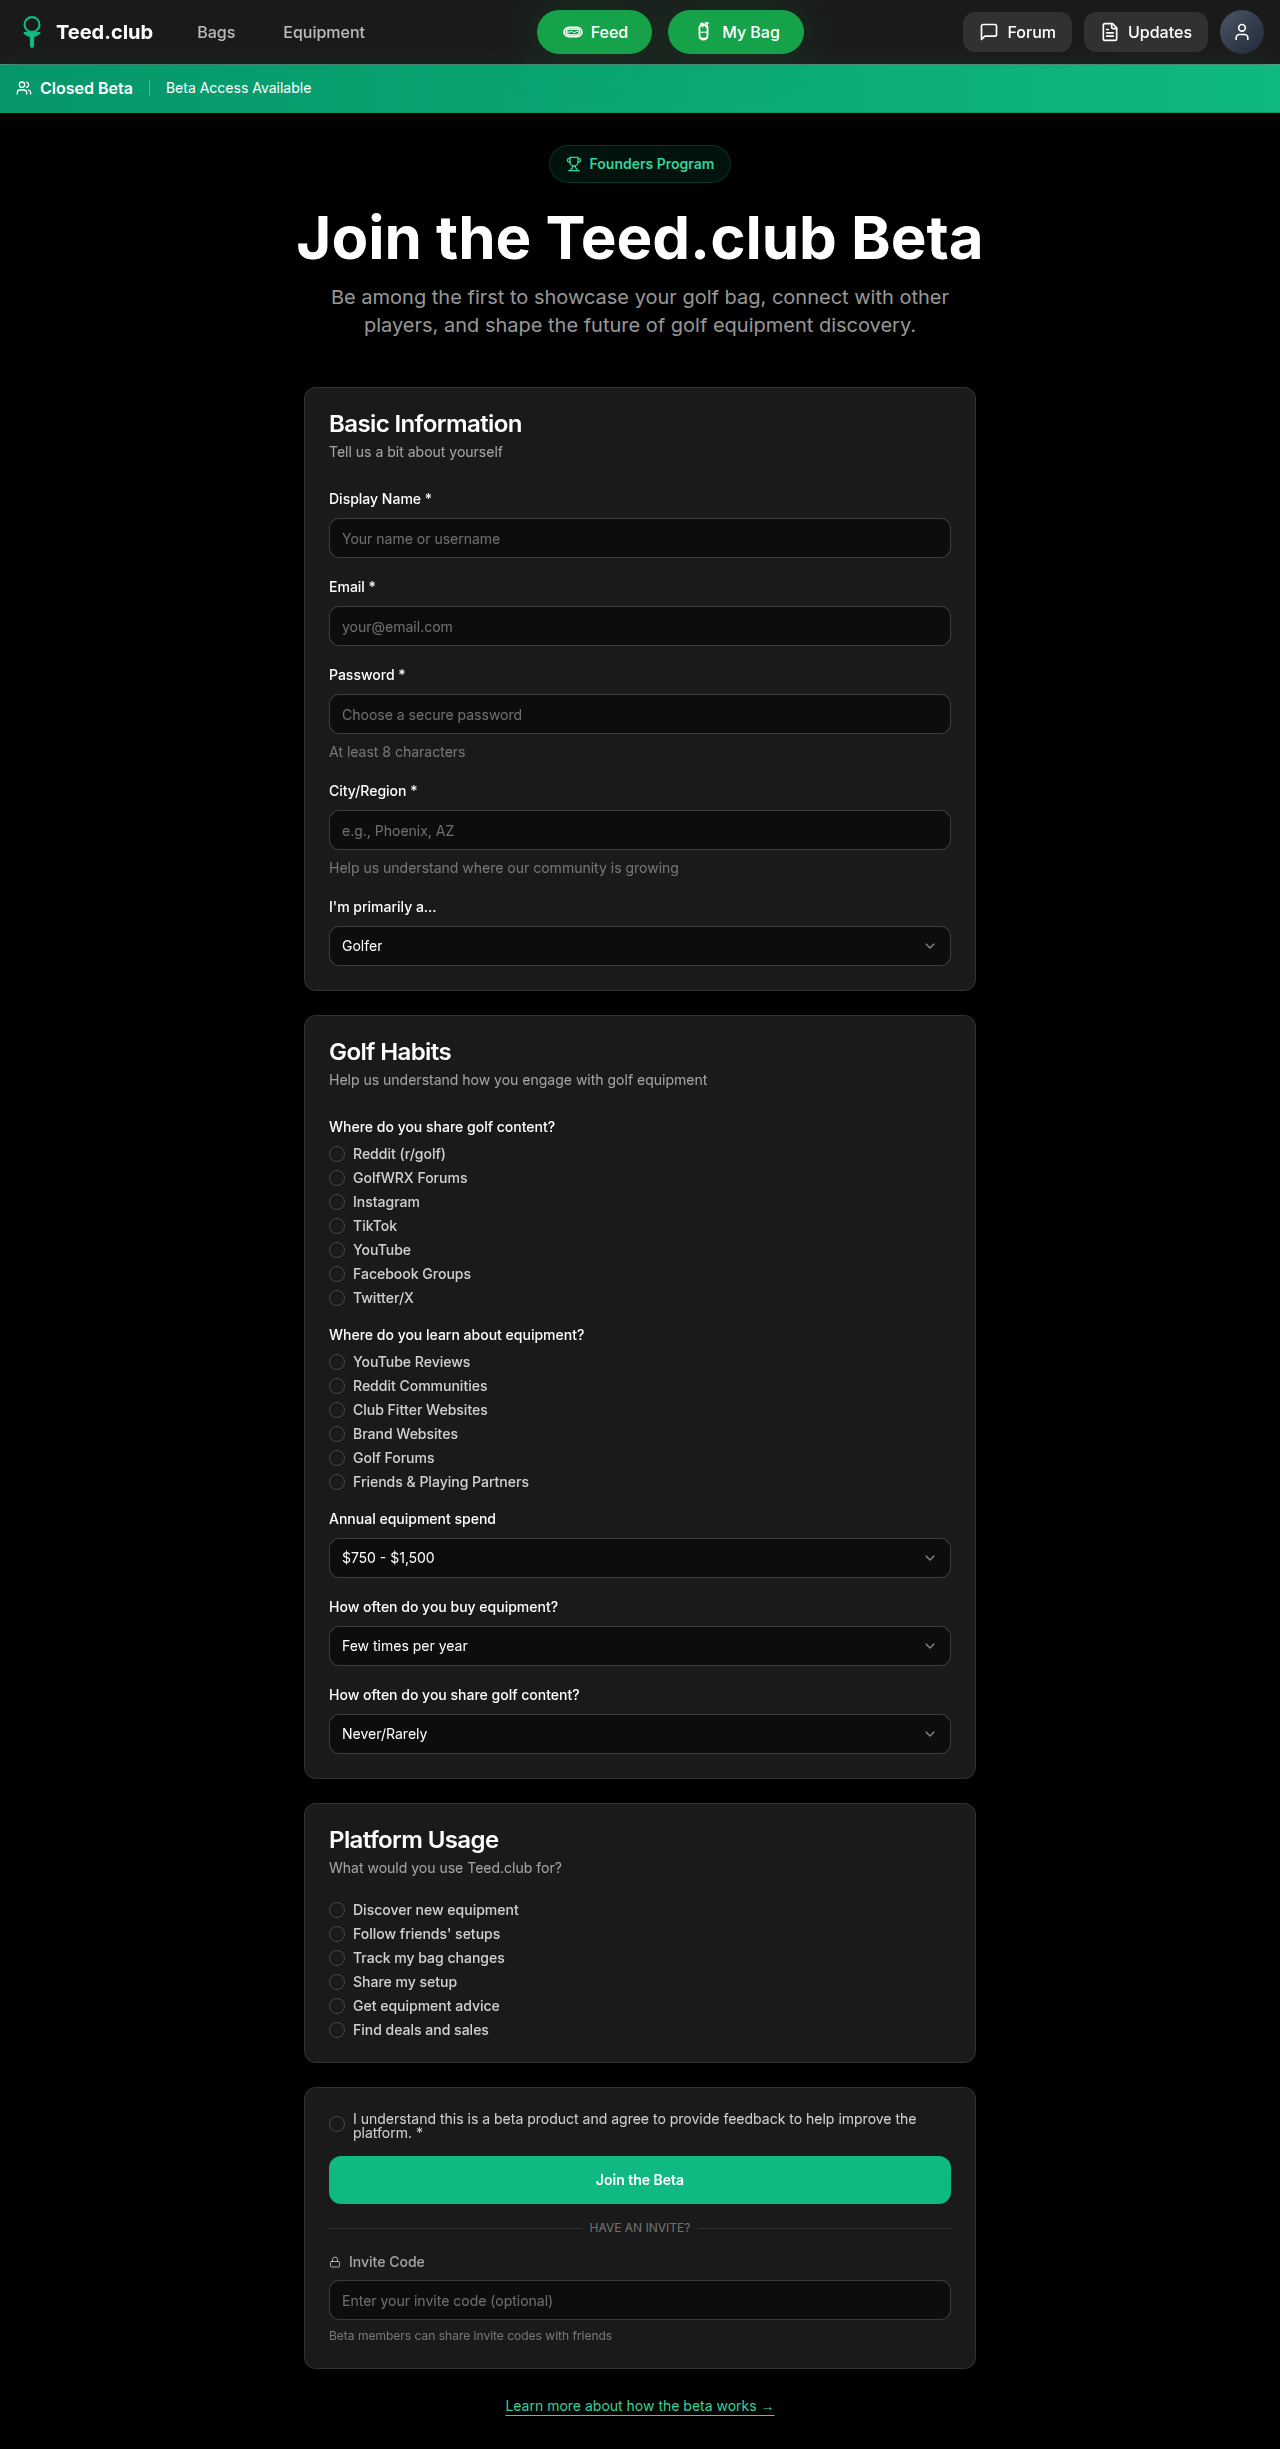 Teed.club
Bags
Equipment
Feed
My Bag
Forum
Updates
Closed Beta
Beta Access Available
Founders Program
Join the Teed.club Beta
Be among the first to showcase your golf bag, connect with other
players, and shape the future of golf equipment discovery.
Basic Information
Tell us a bit about yourself
Display Name *
Your name or username
Email *
your@email.com
Password *
Choose a secure password
At least 8 characters
City/Region *
e.g., Phoenix, AZ
Help us understand where our community is growing
I'm primarily a...
Golfer
Golf Habits
Help us understand how you engage with golf equipment
Where do you share golf content?
Reddit (r/golf)
GolfWRX Forums
Instagram
TikTok
YouTube
Facebook Groups
Twitter/X
Where do you learn about equipment?
YouTube Reviews
Reddit Communities
Club Fitter Websites
Brand Websites
Golf Forums
Friends & Playing Partners
Annual equipment spend
$750 - $1,500
How often do you buy equipment?
Few times per year
How often do you share golf content?
Never/Rarely
Platform Usage
What would you use Teed.club for?
Discover new equipment
Follow friends' setups
Track my bag changes
Share my setup
Get equipment advice
Find deals and sales
I understand this is a beta product and agree to provide feedback to help improve the
platform. *
Join the Beta
HAVE AN INVITE?
Invite Code
Enter your invite code (optional)
Beta members can share invite codes with friends
Learn more about how the beta works →